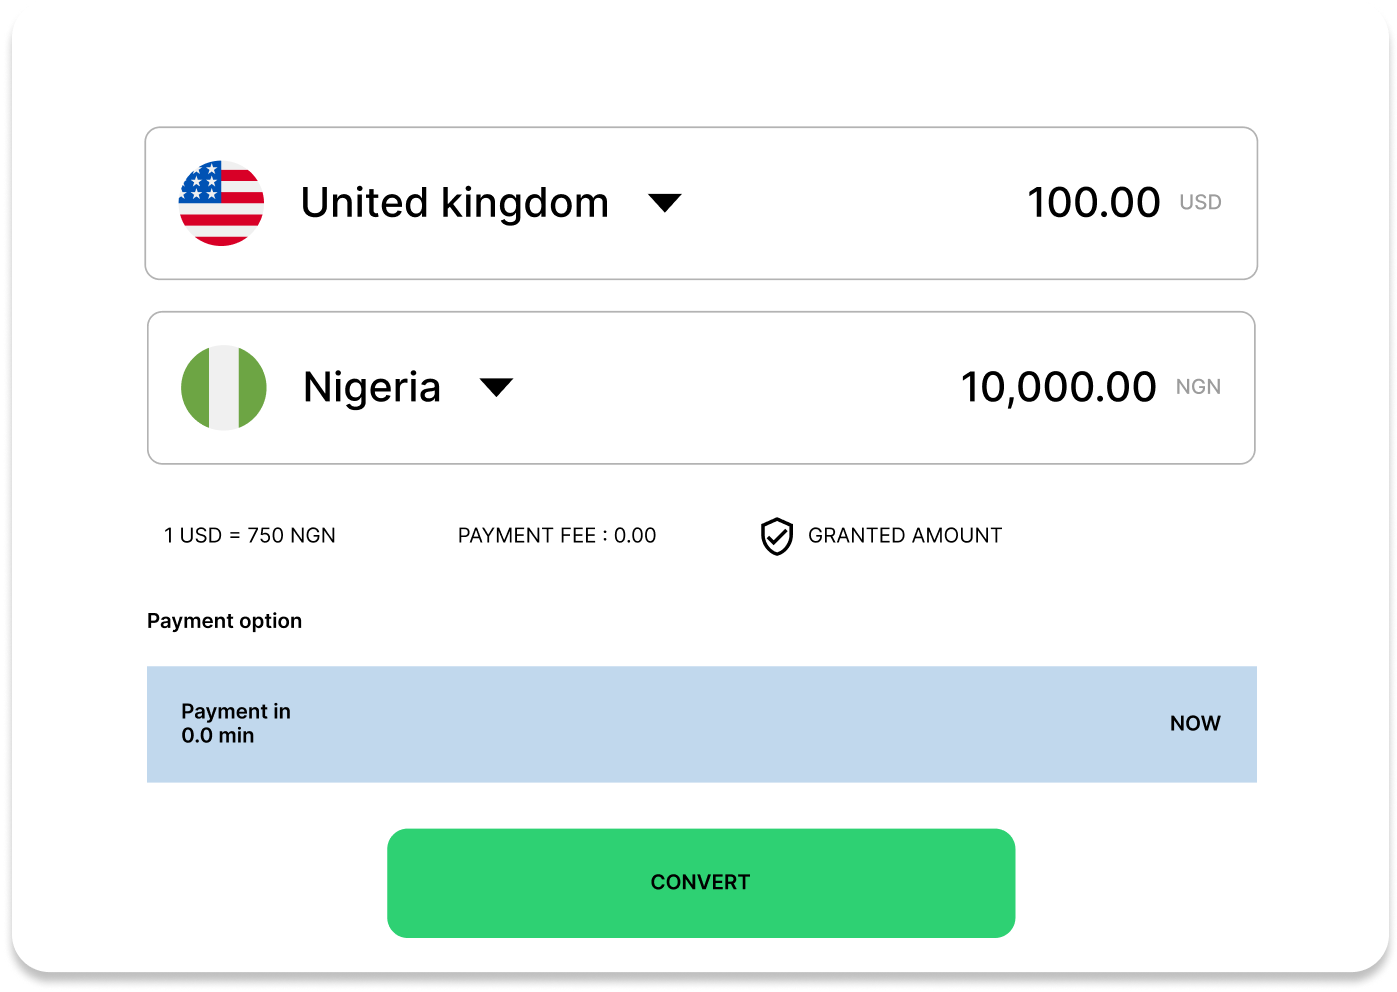 United kingdom 100.00 USD
Nigeria 10,000.00 NGN
1 USD = 750 NGN PAYMENT FEE : 0.00 GRANTED AMOUNT
Payment option
Payment in
0.0 min
NOW
CONVERT